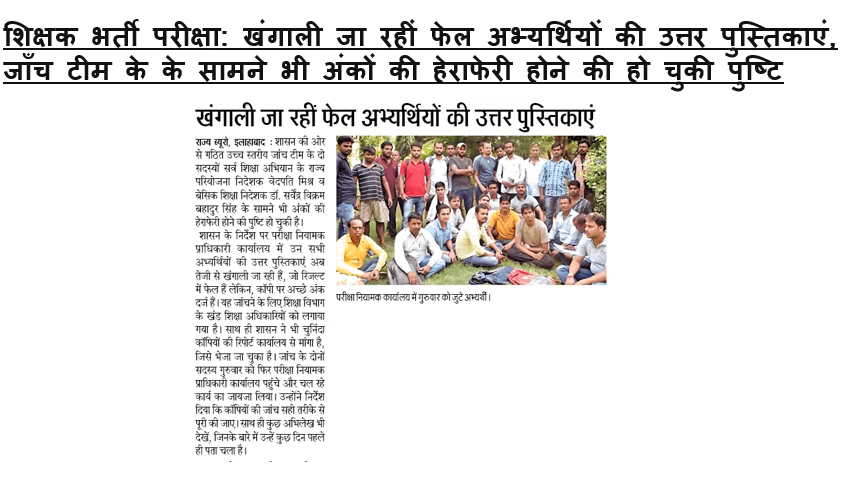 शिक्षक भर्ती परीक्षा: खंगाली जा रहीं फेल अभ्यर्थियों की उत्तर पुस्तिकाएं,
जाँच टीम के के सामने भी अंकों की हेराफेरी होने की हो चुकी पुष्टि
खंगाली जा रहीं फेल अभ्यर्थियों की उत्तर पुस्तिकाएं
राज्य ब्यूरो, इलाहाबाद : शासन की ओर
से गठित उच्च स्तरीय जांच टीम के दो
सदस्यों सर्व शिक्षा अभियान के राज्य
परियोजना निदेशक वेदपति मिश्र व
बेसिक शिक्षा निदेशक डॉ. सर्वेंद्र विक्रम
बहादुर सिंह के सामने भी अंकों की
हेराफेरी होने की पुष्टि हो चुकी है।
शासन के निर्देश पर परीक्षा नियामक
प्राधिकारी कार्यालय में उन सभी
अभ्यर्थियों की उत्तर पुस्तिकाएं अब
तेजी से खंगाली जा रही हैं, जो रिजल्ट
में फेल हैं लेकिन, कॉपी पर अच्छे अंक
दर्ज हैं। यह जांचने के लिए शिक्षा विभाग
के खंड शिक्षा अधिकारियों को लगाया
गया है। साथ ही शासन ने भी चुनिंदा
कॉपियों की रिपोर्ट कार्यालय से मांगा है,
जिसे भेजा जा चुका है। जांच के दोनों
सदस्य गुरुवार को फिर परीक्षा नियामक
प्राधिकारी कार्यालय पहुंचे और चल रहे
कार्य का जायजा लिया। उन्होंने निर्देश
दिया कि कॉपियों की जांच सही तरीके से
पूरी की जाए। साथ ही कुछ अभिलेख भी
देखें, जिनके बारे में उन्हें कुछ दिन पहले
ही पता चला है।
परीक्षा नियामक कार्यालय में गुरुवार को जुटे अभ्यर्थी।